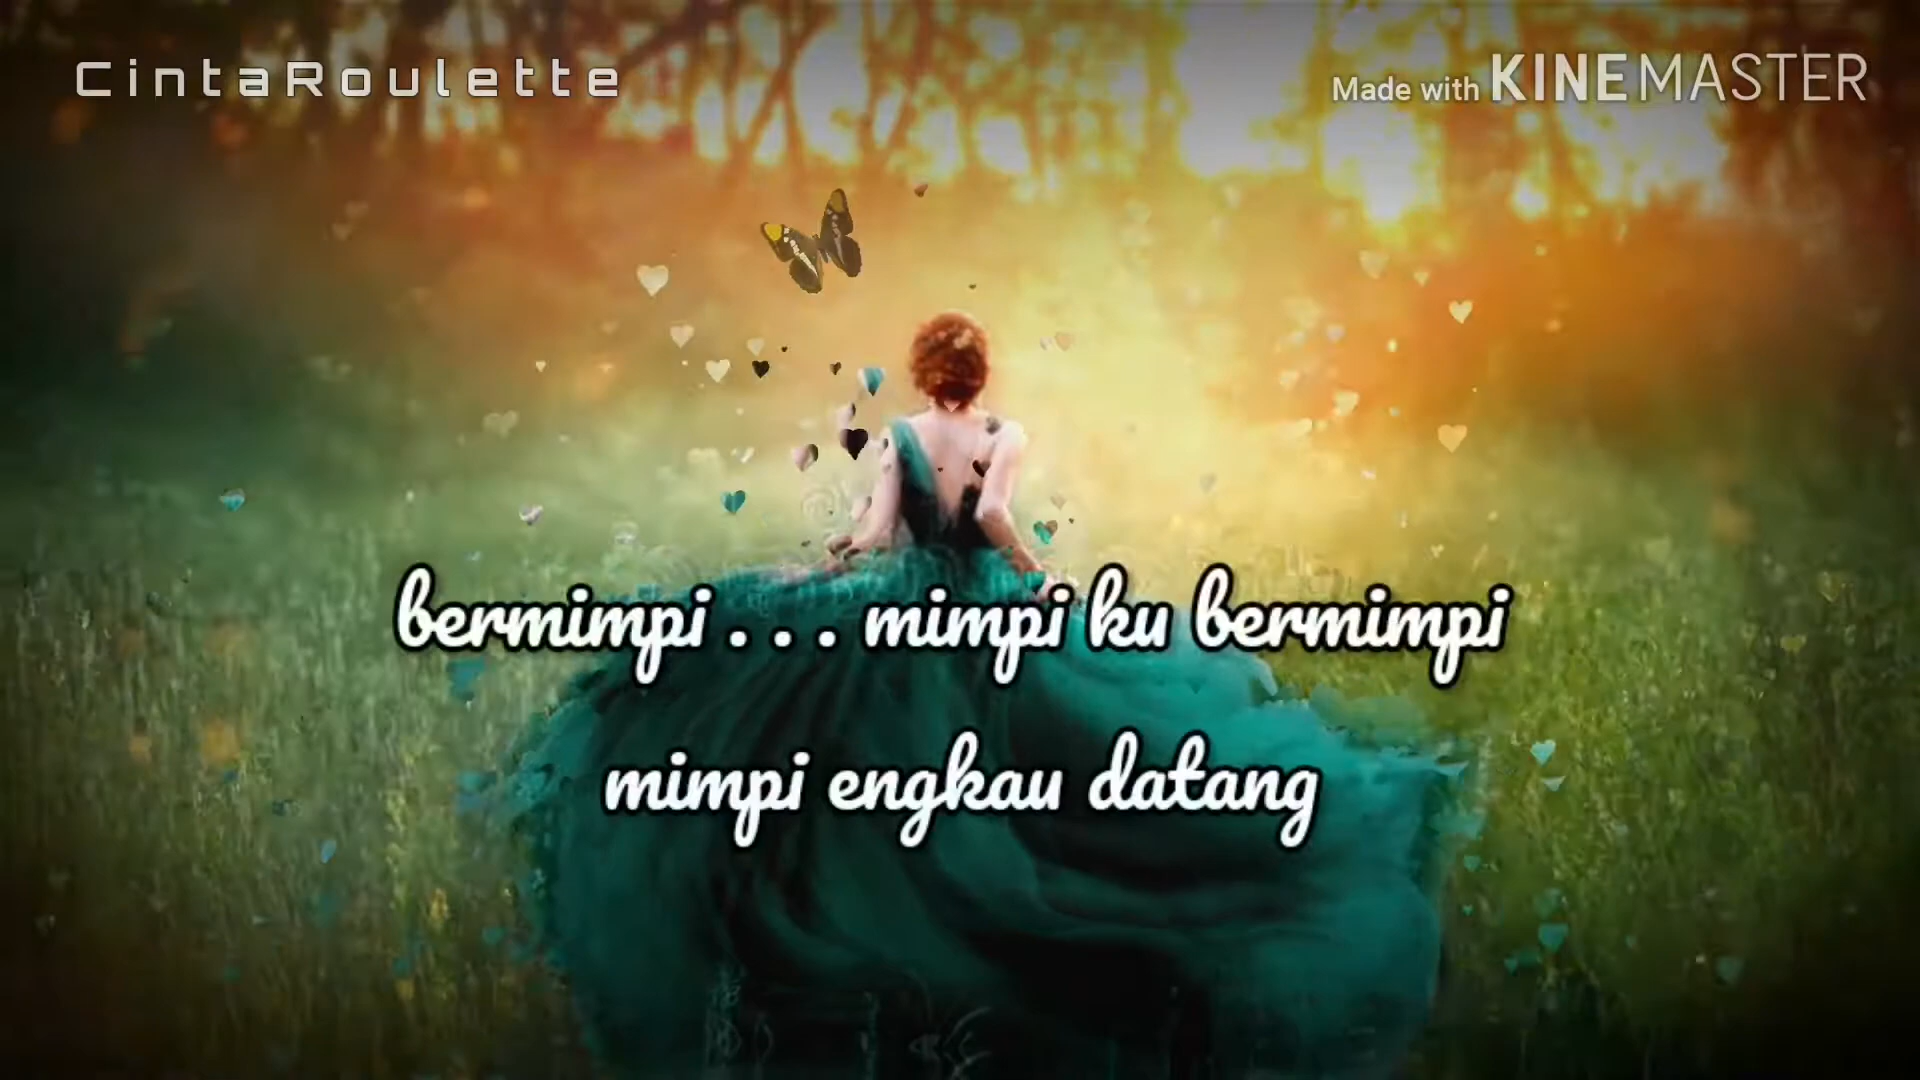 CintaRoulette
Made with KINEMASTER
bermimpi . . . mimpi ku bermimpi
mimpi engkau datang